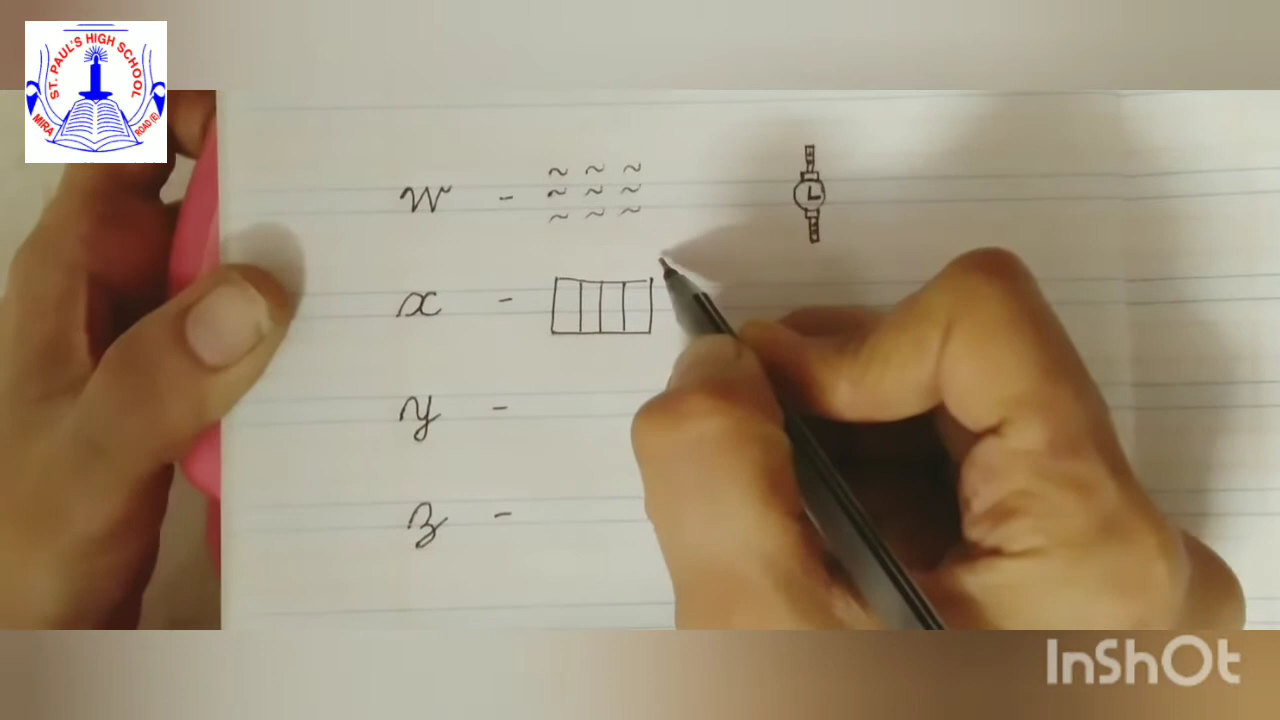 ST. PAUL'S HIGH SCHOOL
MIRA ROAD (E)
w -
x -
y -
z -
InShOt